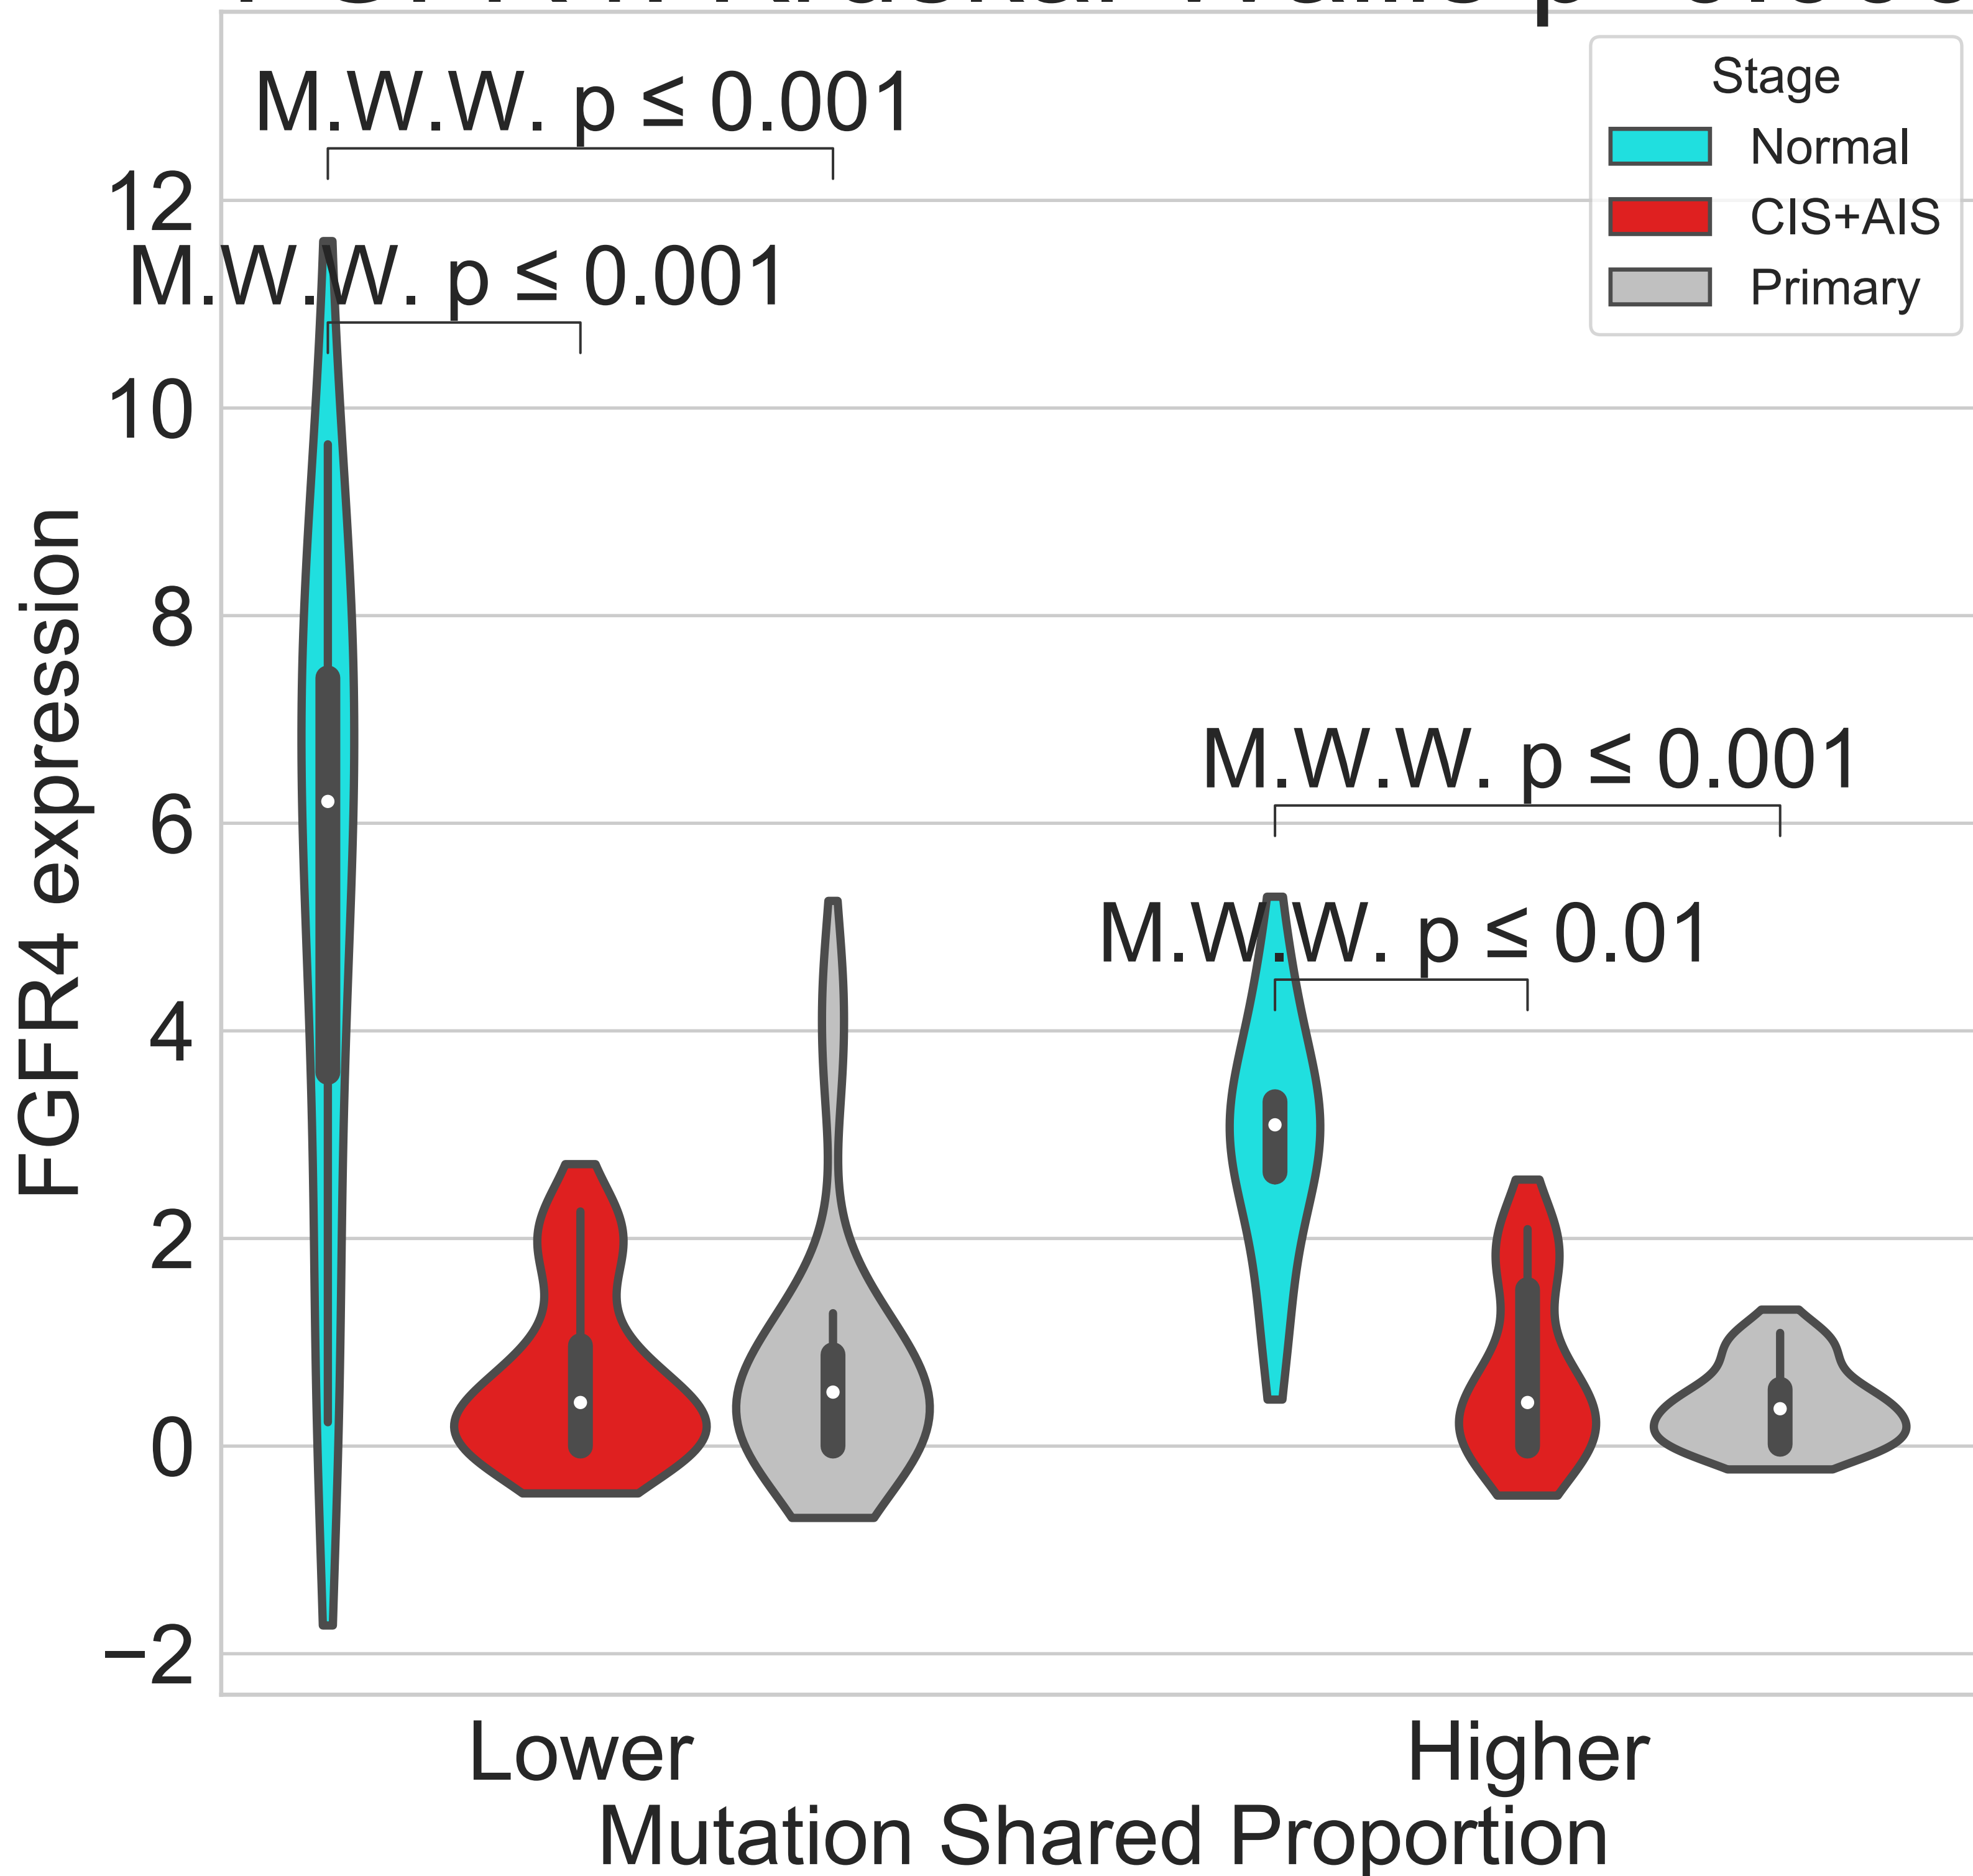 M.W.W. p ≤ 0.001
Stage
Normal
CIS+AIS
Primary
M.W.W. p ≤ 0.001
M.W.W. p ≤ 0.001
M.W.W. p ≤ 0.01
12
10
8
6
4
2
0
−2
FGFR4 expression
Lower
Higher
Mutation Shared Proportion